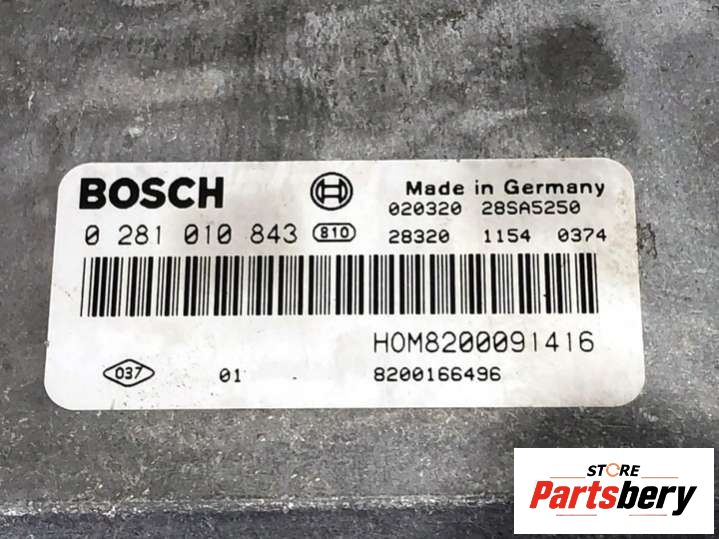 BOSCH
Made in Germany
020320 28SA5250
0 281 010 843 810
28320 1154 0374
HOM8200091416
037 01 8200166496
STORE
Partsbery